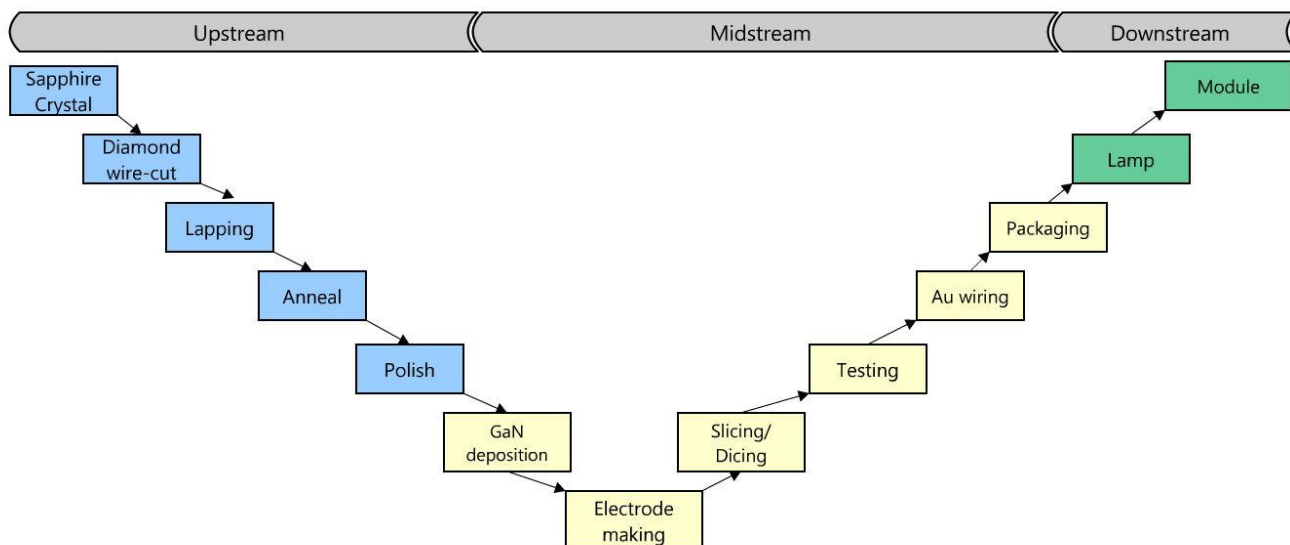 Upstream
Midstream
Downstream
Sapphire
Crystal
Diamond
wire-cut
Lapping
Anneal
Polish
GaN
deposition
Electrode
making
Slicing/
Dicing
Testing
Au wiring
Packaging
Lamp
Module